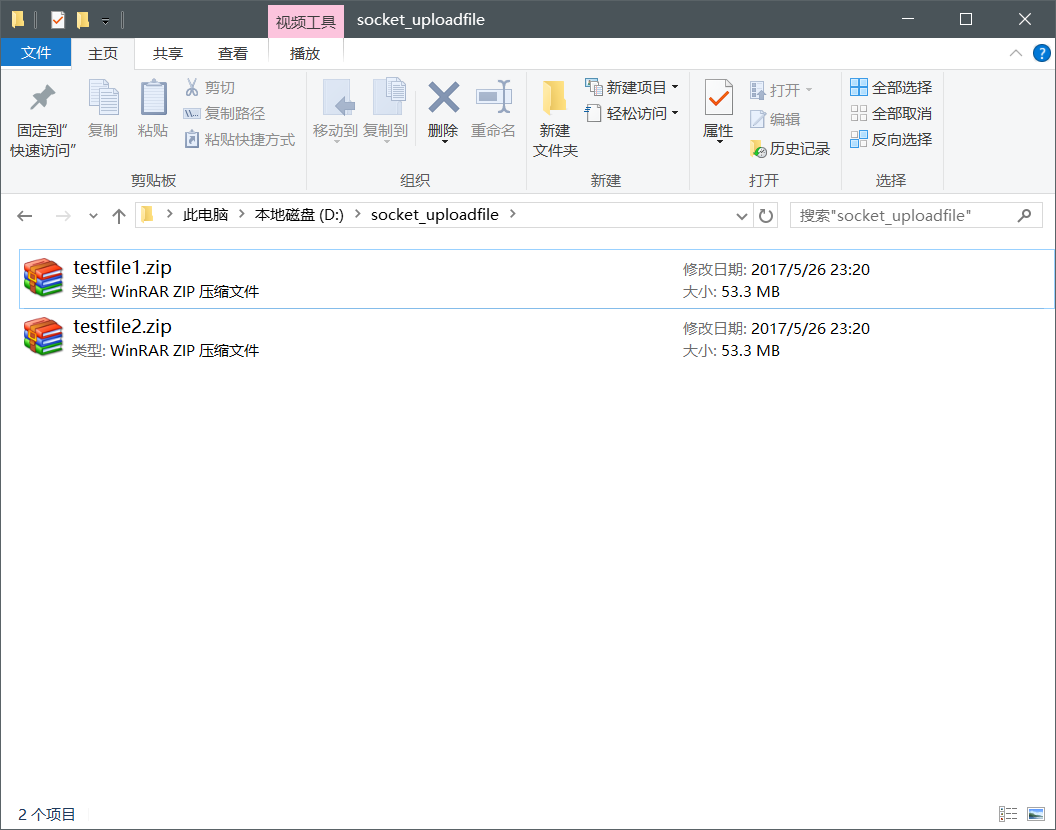 视频工具 socket_uploadfile
文件 主页 共享 查看 播放
固定到"
快速访问"
复制
粘贴
剪切
复制路径
粘贴快捷方式
剪贴板
移动到 复制到
删除 重命名
组织
新建
文件夹
新建项目
轻松访问
新建
属性
打开
编辑
历史记录
打开
全部选择
全部取消
反向选择
选择
此电脑 本地磁盘 (D:) socket_uploadfile
搜索"socket_uploadfile"
testfile1.zip
类型: WinRAR ZIP 压缩文件
修改日期: 2017/5/26 23:20
大小: 53.3 MB
testfile2.zip
类型: WinRAR ZIP 压缩文件
修改日期: 2017/5/26 23:20
大小: 53.3 MB
2 个项目